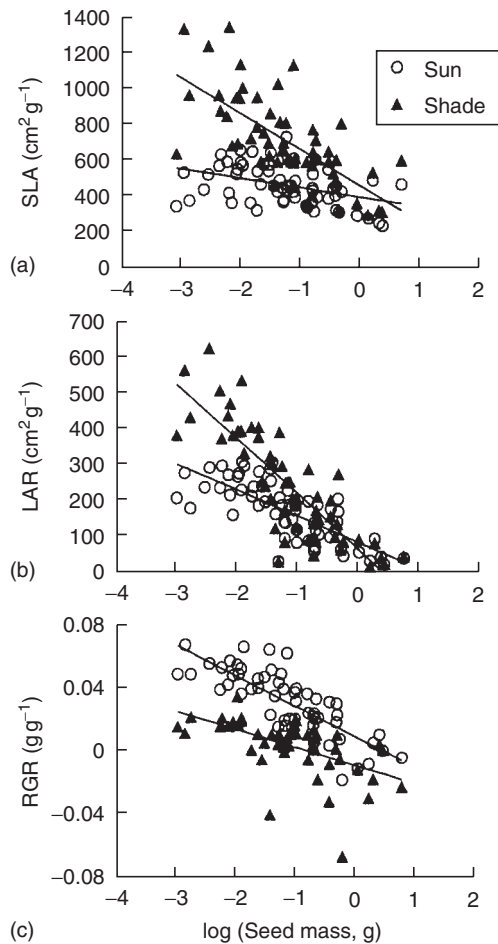 1400
1200
1000
800
600
400
200
0
SLA (cm² g⁻¹)
Sun
Shade
(a)
−4 −3 −2 −1 0 1 2
700
600
500
400
300
200
100
0
LAR (cm² g⁻¹)
(b)
−4 −3 −2 −1 0 1 2
0.08
0.04
0
−0.04
−0.08
RGR (g g⁻¹)
−4 −3 −2 −1 0 1 2
(c)
log (Seed mass, g)